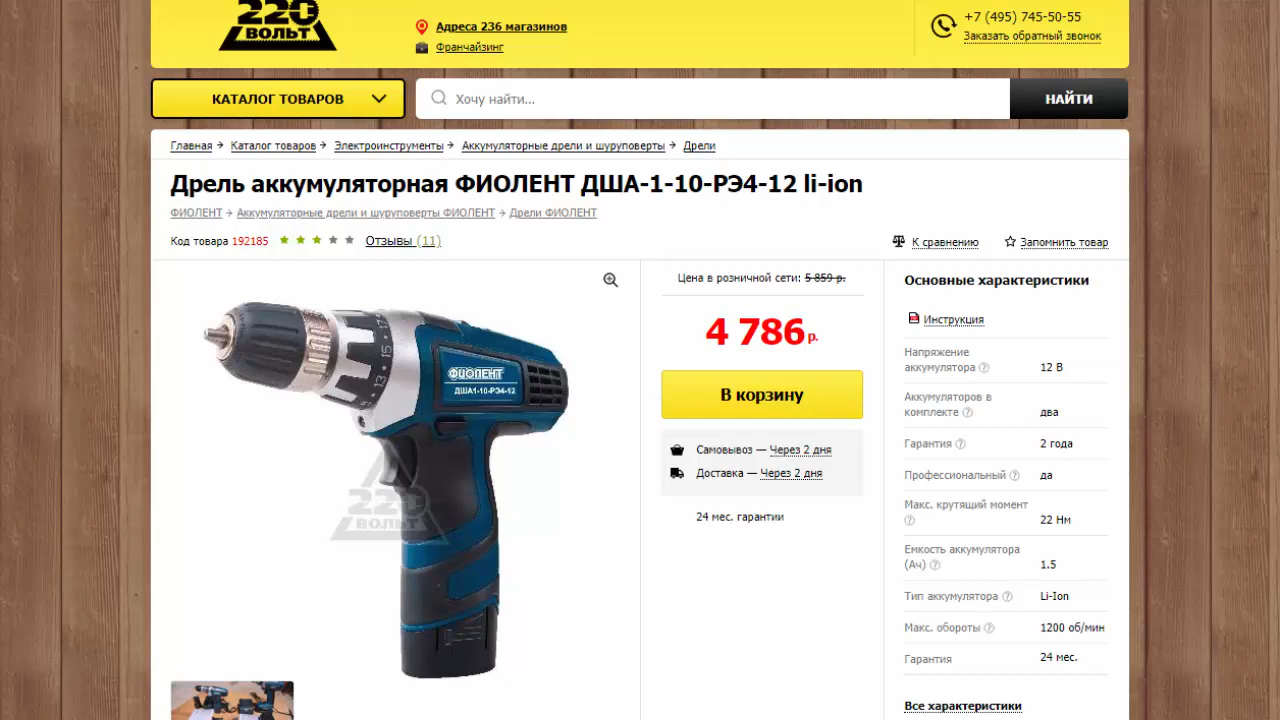 220
ВОЛЬТ
Адреса 236 магазинов
Франчайзинг
+7 (495) 745-50-55
Заказать обратный звонок
КАТАЛОГ ТОВАРОВ
Хочу найти...
НАЙТИ
Главная → Каталог товаров → Электроинструменты → Аккумуляторные дрели и шуруповерты → Дрели
Дрель аккумуляторная ФИОЛЕНТ ДША-1-10-РЭ4-12 li-ion
ФИОЛЕНТ → Аккумуляторные дрели и шуруповерты ФИОЛЕНТ → Дрели ФИОЛЕНТ
Код товара 192185
Отзывы (11)
К сравнению
Запомнить товар
17
15
13
ФИОЛЕНТ
ДША1-10-РЭ4-12
220
ВОЛЬТ
Цена в розничной сети: 5 859 р.
4 786 р.
В корзину
Самовывоз — Через 2 дня
Доставка — Через 2 дня
24 мес. гарантии
Основные характеристики
Инструкция
Напряжение
аккумулятора 12 В
Аккумуляторов в
комплекте два
Гарантия 2 года
Профессиональный да
Макс. крутящий момент
22 Нм
Емкость аккумулятора
(Ач) 1.5
Тип аккумулятора Li-Ion
Макс. обороты 1200 об/мин
Гарантия 24 мес.
Все характеристики